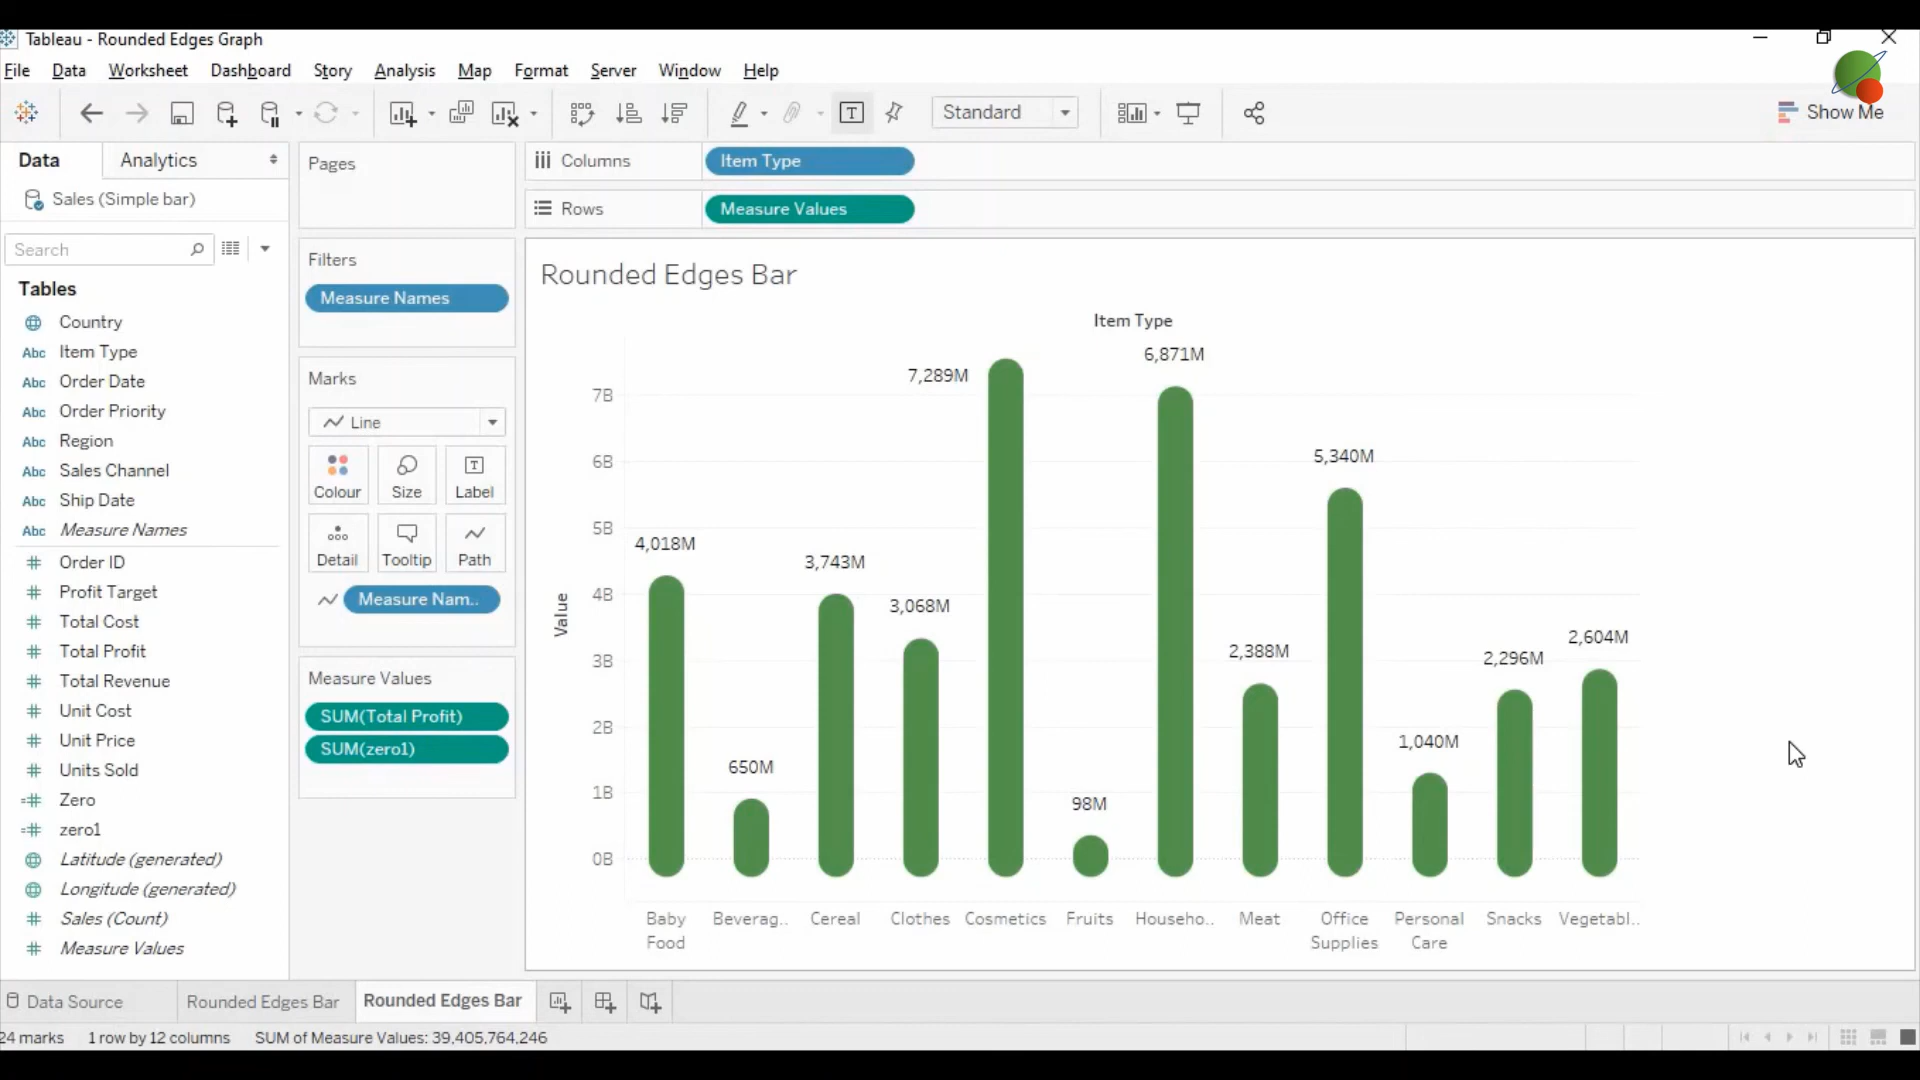 Tableau - Rounded Edges Graph
File Data Worksheet Dashboard Story Analysis Map Format Server Window Help
Standard
Show Me
Data Analytics
Sales (Simple bar)
Search
Tables
Country
Abc Item Type
Abc Order Date
Abc Order Priority
Abc Region
Abc Sales Channel
Abc Ship Date
Abc Measure Names
# Order ID
# Profit Target
# Total Cost
# Total Profit
# Total Revenue
# Unit Cost
# Unit Price
# Units Sold
=# Zero
=# zero1
Latitude (generated)
Longitude (generated)
# Sales (Count)
# Measure Values
Pages
Filters
Measure Names
Marks
Line
Colour Size Label
Detail Tooltip Path
Measure Nam..
Measure Values
SUM(Total Profit)
SUM(zero1)
Columns Item Type
Rows Measure Values
Rounded Edges Bar
Item Type
Value
7B
6B
5B
4B
3B
2B
1B
0B
4,018M
650M
3,743M
3,068M
7,289M
98M
6,871M
2,388M
5,340M
1,040M
2,296M
2,604M
Baby Food
Beverag..
Cereal
Clothes
Cosmetics
Fruits
Househo..
Meat
Office Supplies
Personal Care
Snacks
Vegetabl..
Data Source Rounded Edges Bar Rounded Edges Bar
24 marks 1 row by 12 columns SUM of Measure Values: 39,405,764,246